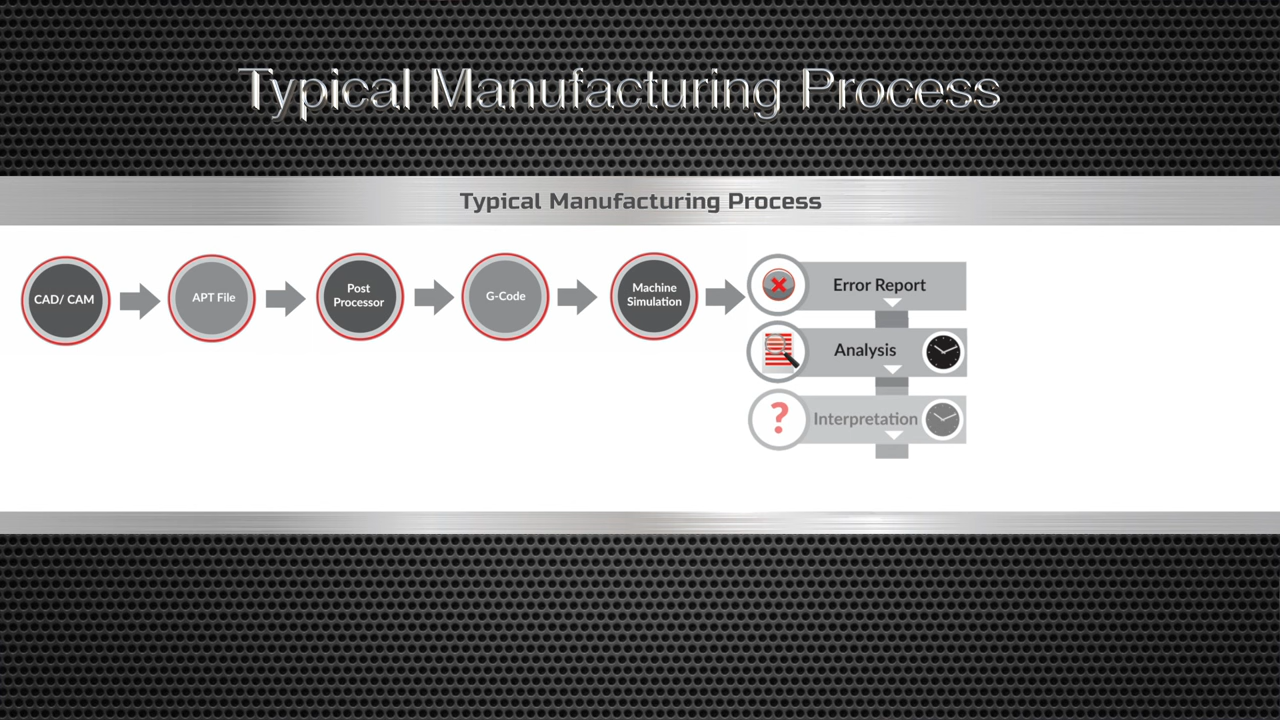 Typical Manufacturing Process
Typical Manufacturing Process
CAD/ CAM
APT File
Post
Processor
G-Code
Machine
Simulation
Error Report
Analysis
?
Interpretation